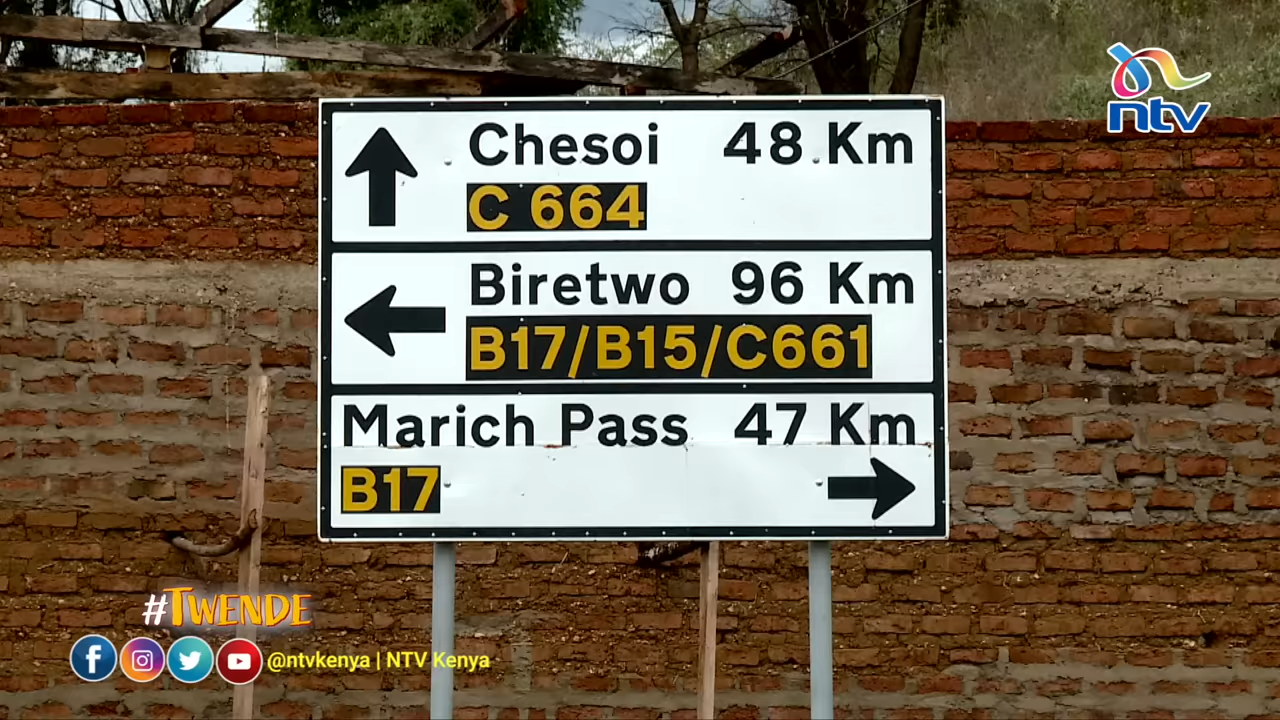 ntv
Chesoi 48 Km
C 664
Biretwo 96 Km
B17/B15/C661
Marich Pass 47 Km
B17
#TWENDE
@ntvkenya | NTV Kenya